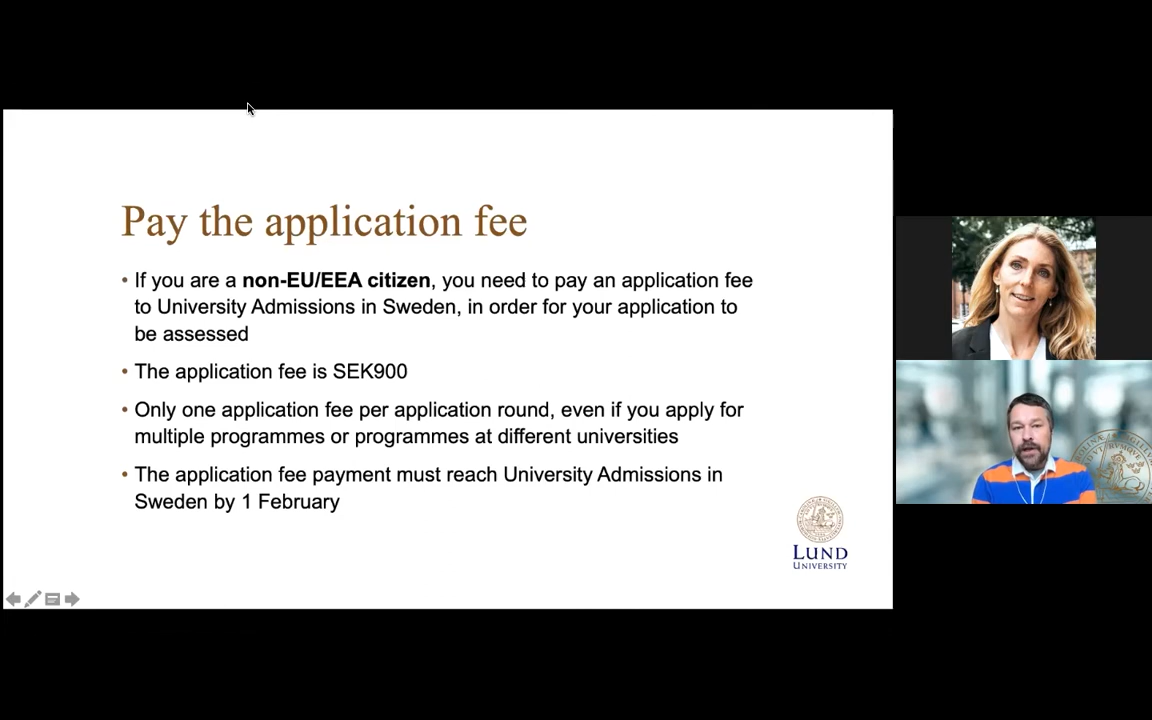 Pay the application fee
• If you are a non-EU/EEA citizen, you need to pay an application fee
to University Admissions in Sweden, in order for your application to
be assessed
• The application fee is SEK900
• Only one application fee per application round, even if you apply for
multiple programmes or programmes at different universities
• The application fee payment must reach University Admissions in
Sweden by 1 February
LUND
UNIVERSITY